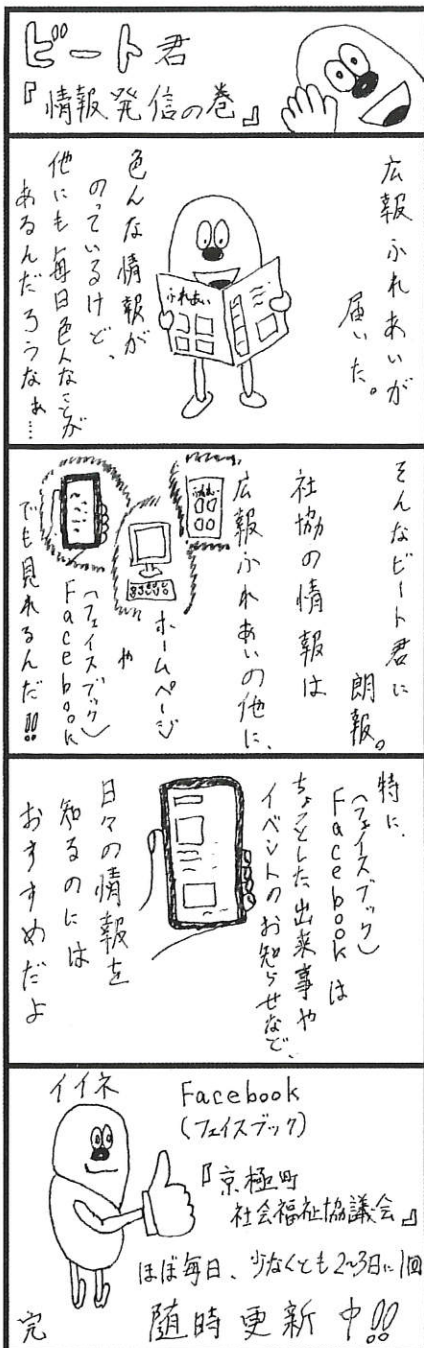 ビート君
『情報発信の巻』
広報ふれあいが
届いた。
ふれあい
色んな情報が
のっているけど、
他にも毎日色んなことが
あるんだろうなぁ…
そんなビート君に
朗報。
社協の情報は
広報ふれあいの他に、
ホームページ
や
(フェイスブック)
Facebook
でも見れるんだ!!
特に、
(フェイスブック)
Facebookは
ちょっとした出来事や
イベントのお知らせなど、
日々の情報を
知るのには
おすすめだよ
イイネ
Facebook
(フェイスブック)
『京極町
社会福祉協議会』
ほぼ毎日、少なくとも2~3日に1回
随時更新中!!
完